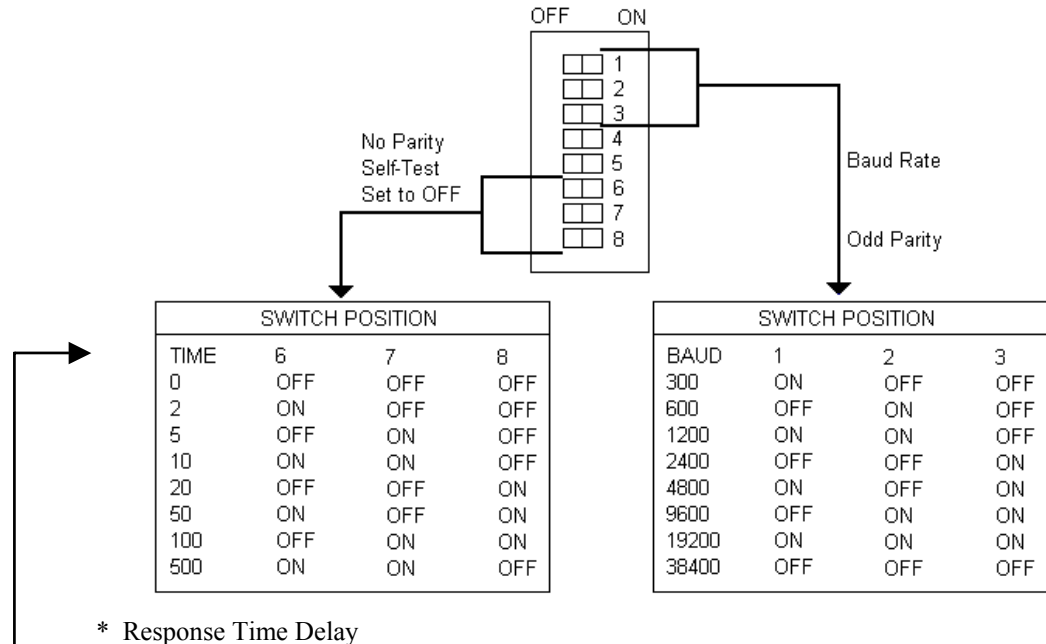 OFF ON
1
2
3
4
5
6
7
8
No Parity
Self-Test
Set to OFF
Baud Rate
Odd Parity
SWITCH POSITION
TIME 6 7 8
0 OFF OFF OFF
2 ON OFF OFF
5 OFF ON OFF
10 ON ON OFF
20 OFF OFF ON
50 ON OFF ON
100 OFF ON ON
500 ON ON OFF
SWITCH POSITION
BAUD 1 2 3
300 ON OFF OFF
600 OFF ON OFF
1200 ON ON OFF
2400 OFF OFF ON
4800 ON OFF ON
9600 OFF ON ON
19200 ON ON ON
38400 OFF OFF OFF
* Response Time Delay